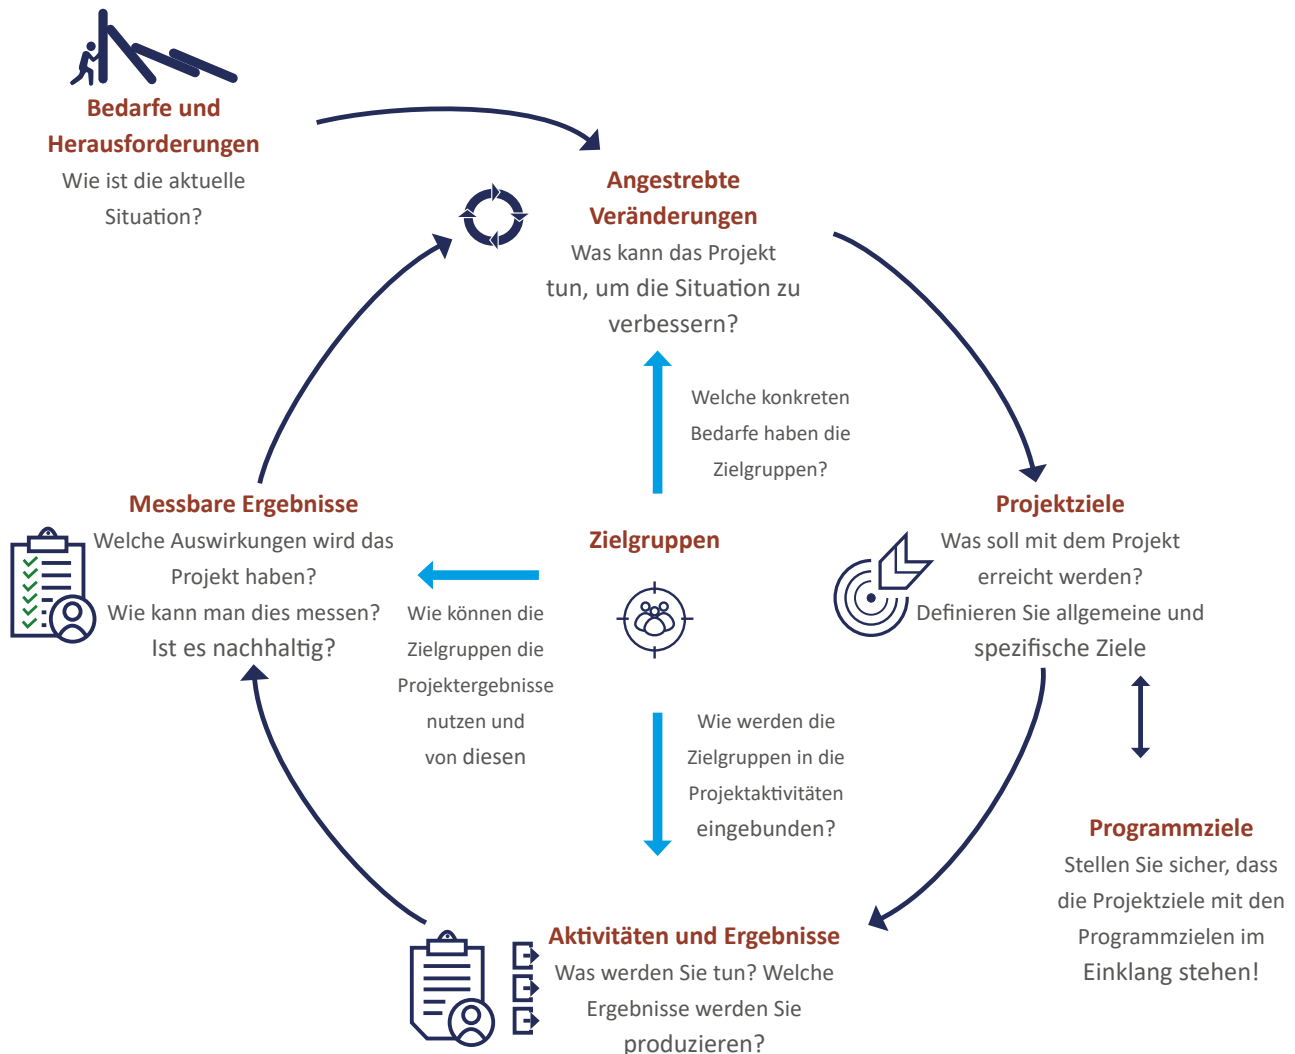 Bedarfe und
Herausforderungen
Wie ist die aktuelle
Situation?
Angestrebte
Veränderungen
Was kann das Projekt
tun, um die Situation zu
verbessern?
Welche konkreten
Bedarfe haben die
Zielgruppen?
Messbare Ergebnisse
Welche Auswirkungen wird das
Projekt haben?
Wie kann man dies messen?
Ist es nachhaltig?
Zielgruppen
Projektziele
Was soll mit dem Projekt
erreicht werden?
Definieren Sie allgemeine und
spezifische Ziele
Wie können die
Zielgruppen die
Projektergebnisse
nutzen und
von diesen
Wie werden die
Zielgruppen in die
Projektaktivitäten
eingebunden?
Programmziele
Stellen Sie sicher, dass
die Projektziele mit den
Programmzielen im
Einklang stehen!
Aktivitäten und Ergebnisse
Was werden Sie tun? Welche
Ergebnisse werden Sie
produzieren?